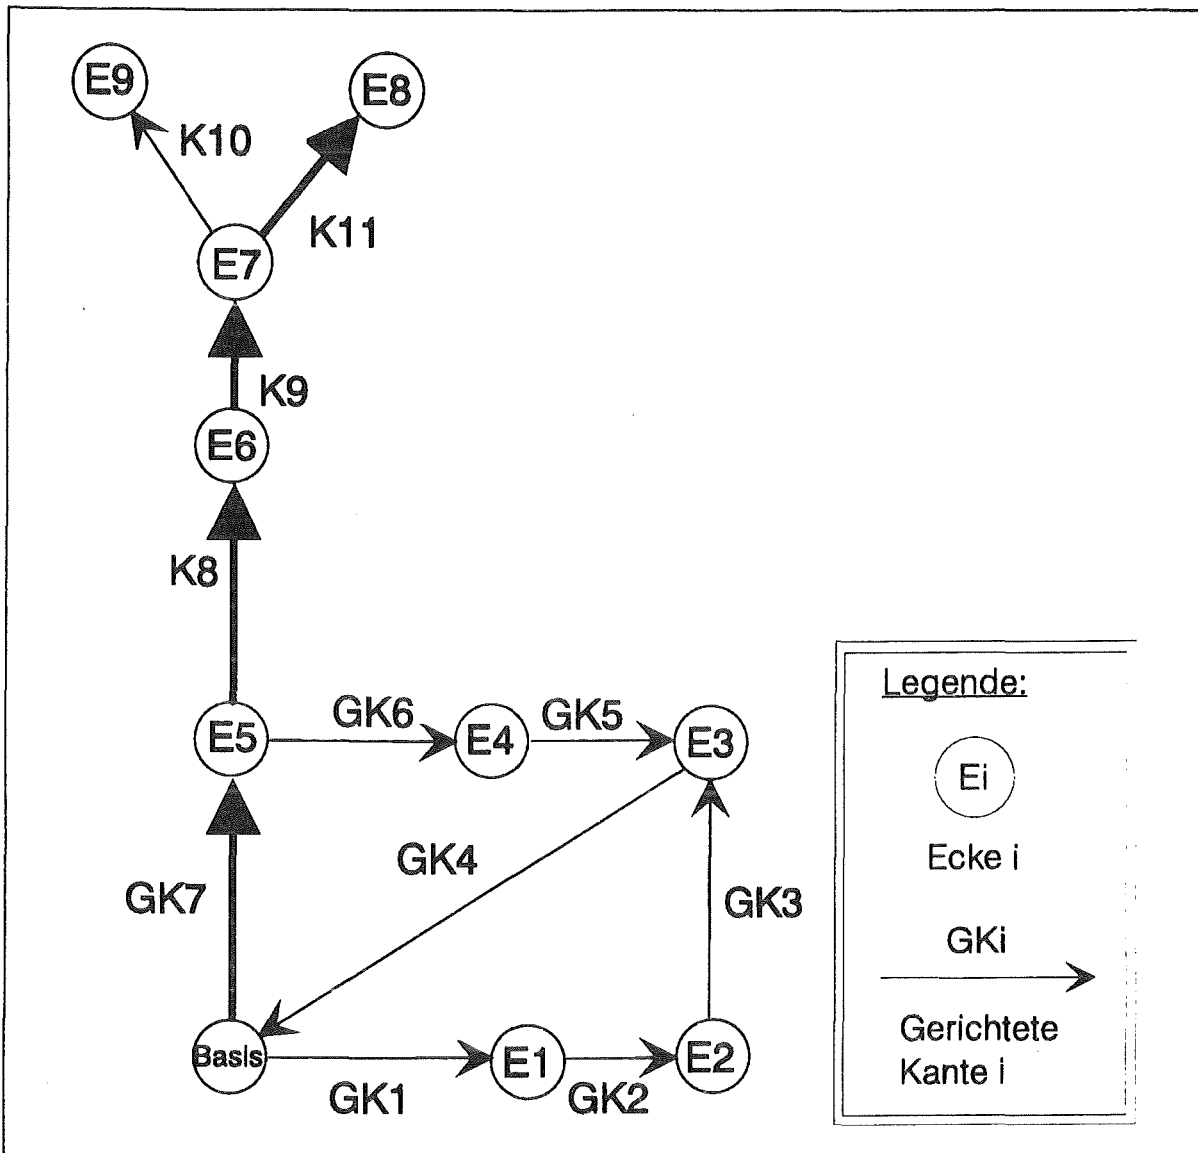 E9
E8
K10
K11
E7
K9
E6
K8
GK6
GK5
E5
E4
E3
GK4
GK7
GK3
Basis
E1
E2
GK1
GK2
Legende:
Ei
Ecke i
GKi
Gerichtete
Kante i